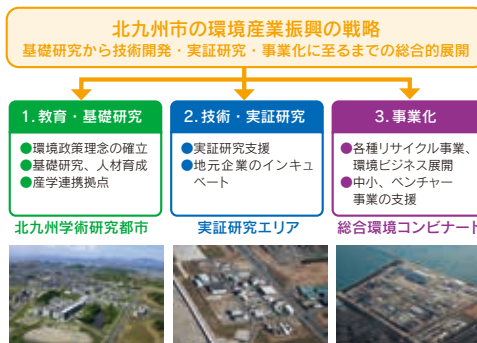 北九州市の環境産業振興の戦略
基礎研究から技術開発・実証研究・事業化に至るまでの総合的展開
1.教育・基礎研究
●環境政策理念の確立
●基礎研究、人材育成
●産学連携拠点
北九州学術研究都市
2.技術・実証研究
●実証研究支援
●地元企業のインキュ
ベート
実証研究エリア
3.事業化
●各種リサイクル事業、
環境ビジネス展開
●中小、ベンチャー
事業の支援
総合環境コンビナート